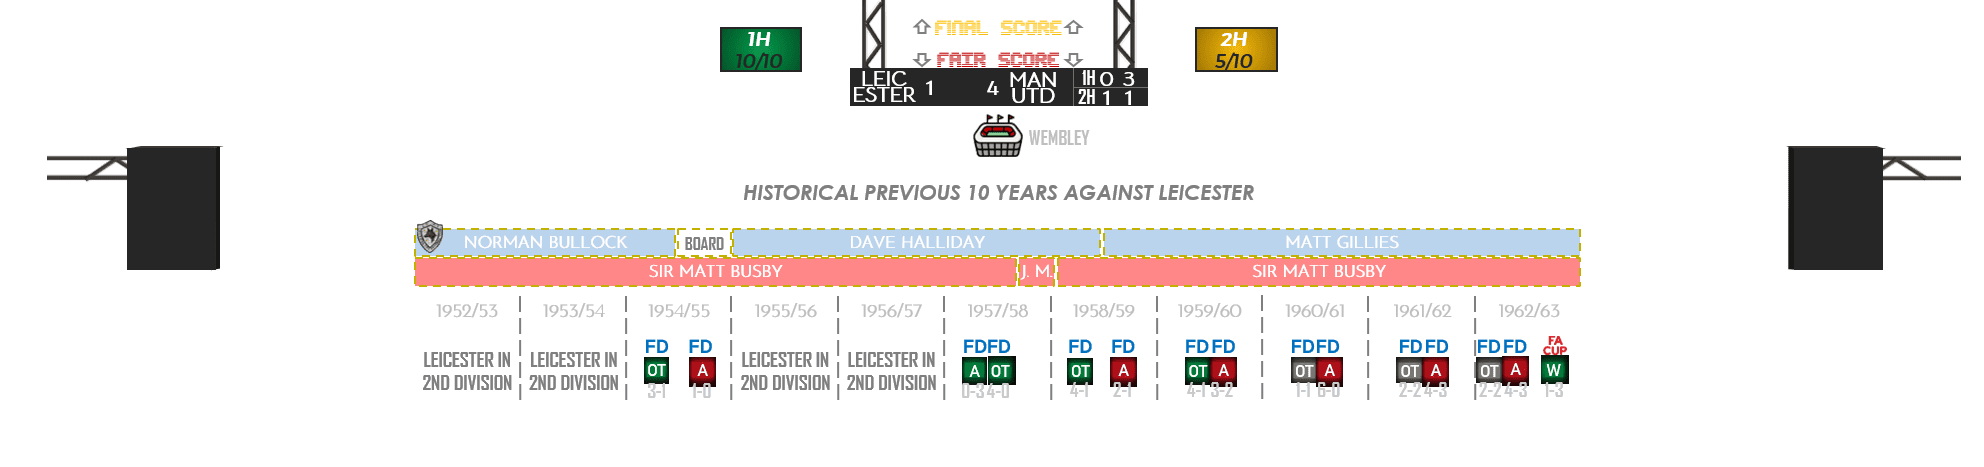 FINAL SCORE
FAIR SCORE
1H
10/10
2H
5/10
LEIC
ESTER 1 4 MAN
UTD
1H 0 3
2H 1 1
WEMBLEY
HISTORICAL PREVIOUS 10 YEARS AGAINST LEICESTER
NORMAN BULLOCK BOARD DAVE HALLIDAY MATT GILLIES
SIR MATT BUSBY J. M. SIR MATT BUSBY
1952/53 1953/54 1954/55 1955/56 1956/57 1957/58 1958/59 1959/60 1960/61 1961/62 1962/63
LEICESTER IN
2ND DIVISION
LEICESTER IN
2ND DIVISION
FD FD
OT A
3-1 1-0
LEICESTER IN
2ND DIVISION
LEICESTER IN
2ND DIVISION
FD FD
A OT
0-3 4-0
FD FD
OT A
4-1 2-1
FD FD
OT A
4-1 3-2
FD FD
OT A
1-1 6-0
FD FD
OT A
2-2 4-3
FD FD FA CUP
OT A W
2-2 4-3 1-3